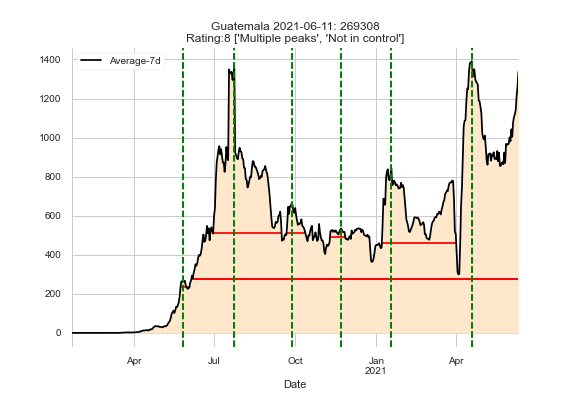 Guatemala 2021-06-11: 269308
Rating:8 ['Multiple peaks', 'Not in control']
Average-7d
1400
1200
1000
800
600
400
200
0
Apr
Jul
Oct
Jan
2021
Apr
Date